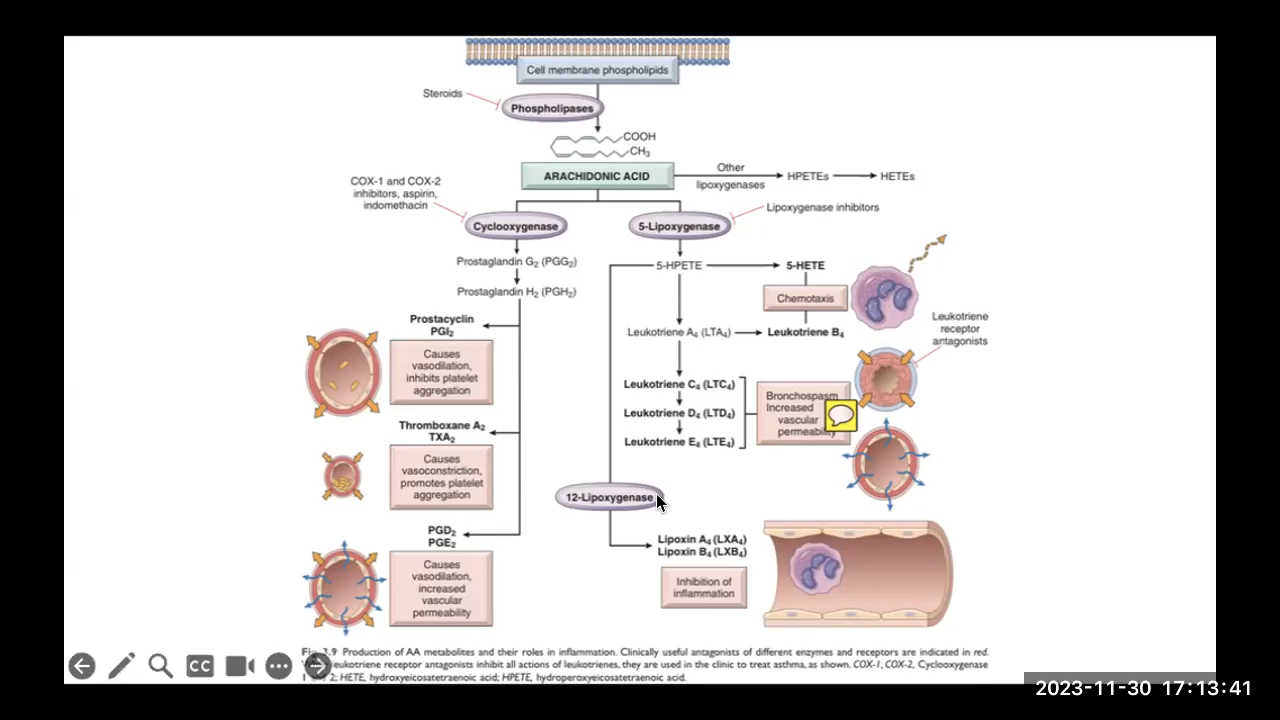 Cell membrane phospholipids
Steroids
Phospholipases
COOH
CH3
ARACHIDONIC ACID
Other
lipoxygenases
HPETEs
HETEs
COX-1 and COX-2
inhibitors, aspirin,
indomethacin
Lipoxygenase inhibitors
Cyclooxygenase
5-Lipoxygenase
Prostaglandin G2 (PGG2)
5-HPETE
5-HETE
Prostaglandin H2 (PGH2)
Chemotaxis
Prostacyclin
PGI2
Leukotriene A4 (LTA4)
Leukotriene B4
Leukotriene
receptor
antagonists
Causes
vasodilation,
inhibits platelet
aggregation
Leukotriene C4 (LTC4)
Leukotriene D4 (LTD4)
Leukotriene E4 (LTE4)
Bronchospasm
Increased
vascular
permeability
Thromboxane A2
TXA2
Causes
vasoconstriction,
promotes platelet
aggregation
12-Lipoxygenase
PGD2
PGE2
Lipoxin A4 (LXA4)
Lipoxin B4 (LXB4)
Causes
vasodilation,
increased
vascular
permeability
Inhibition of
inflammation
Production of AA metabolites and their roles in inflammation. Clinically useful antagonists of different enzymes and receptors are indicated in red.
leukotriene receptor antagonists inhibit all actions of leukotrienes, they are used in the clinic to treat asthma, as shown. COX-1, COX-2, Cyclooxygenase
2; HETE, hydroxyeicosatetraenoic acid; HPETE, hydroperoxyeicosatetraenoic acid.
CC
2023-11-30 17:13:41